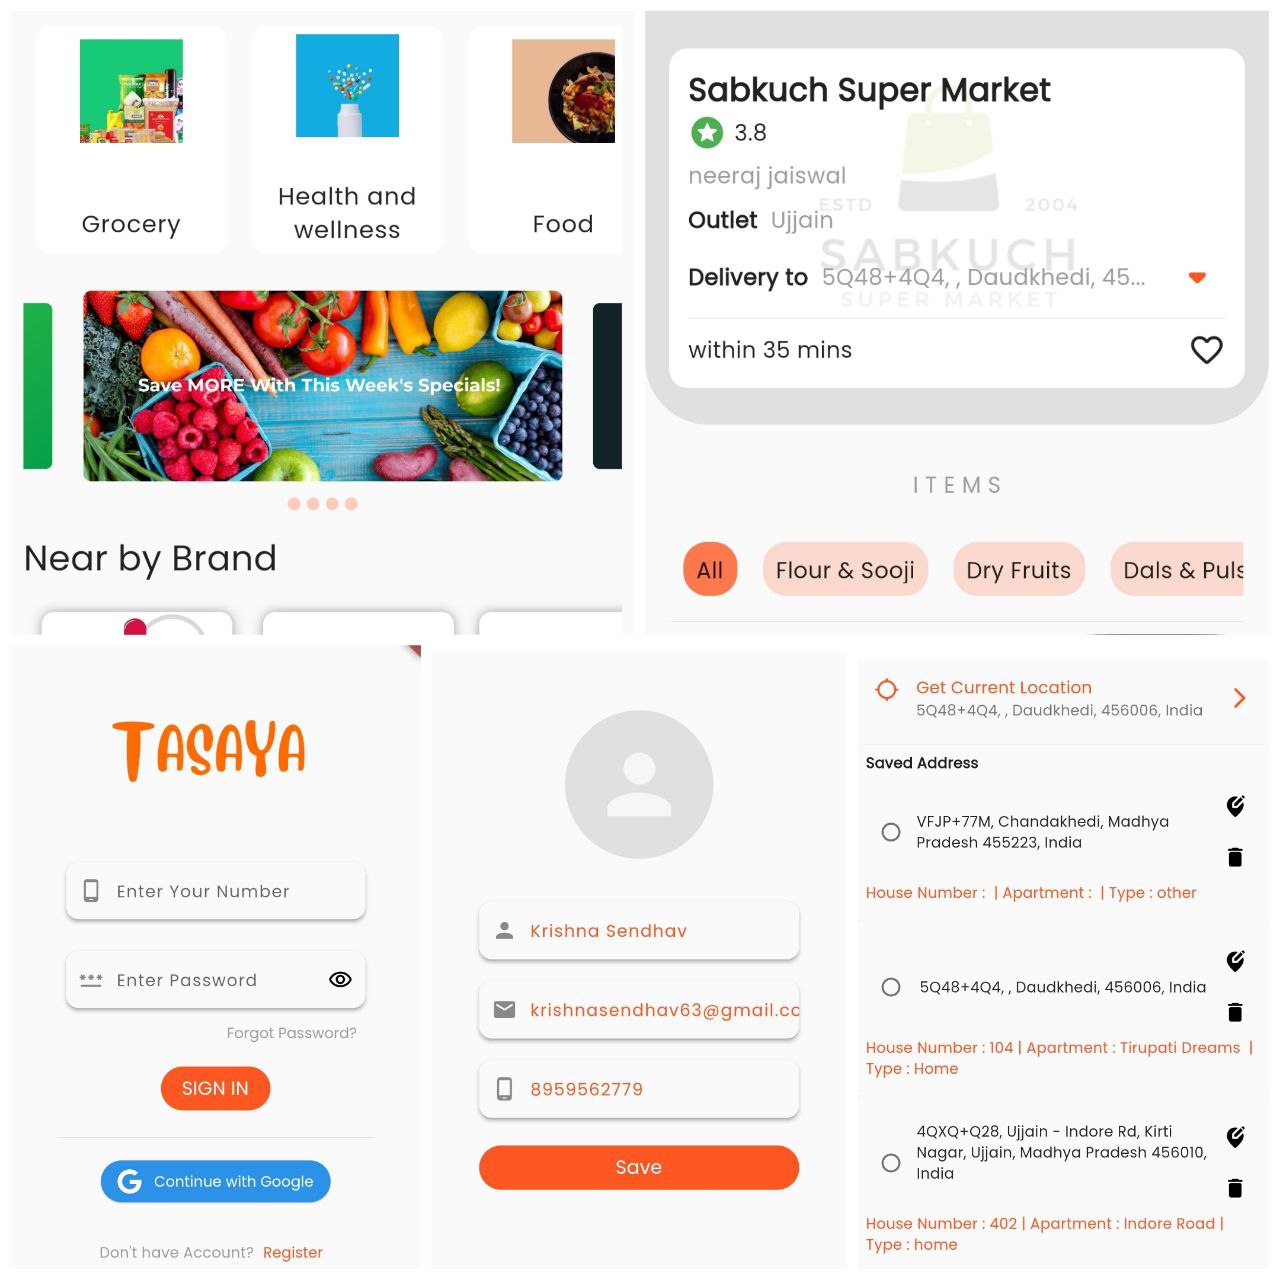 Grocery
Health and
wellness
Food
Save MORE With This Week's Specials!
Near by Brand
Sabkuch Super Market
3.8
neeraj jaiswal
ESTD 2004
Outlet Ujjain
SABKUCH
Delivery to 5Q48+4Q4, , Daudkhedi, 45...
SUPER MARKET
within 35 mins
ITEMS
All Flour & Sooji Dry Fruits Dals & Puls
TASAYA
Enter Your Number
*** Enter Password
Forgot Password?
SIGN IN
G Continue with Google
Don't have Account? Register
Krishna Sendhav
krishnasendhav63@gmail.cc
8959562779
Save
Get Current Location
5Q48+4Q4, , Daudkhedi, 456006, India
Saved Address
VFJP+77M, Chandakhedi, Madhya
Pradesh 455223, India
House Number : | Apartment : | Type : other
5Q48+4Q4, , Daudkhedi, 456006, India
House Number : 104 | Apartment : Tirupati Dreams |
Type : Home
4QXQ+Q28, Ujjain - Indore Rd, Kirti
Nagar, Ujjain, Madhya Pradesh 456010,
India
House Number : 402 | Apartment : Indore Road |
Type : home